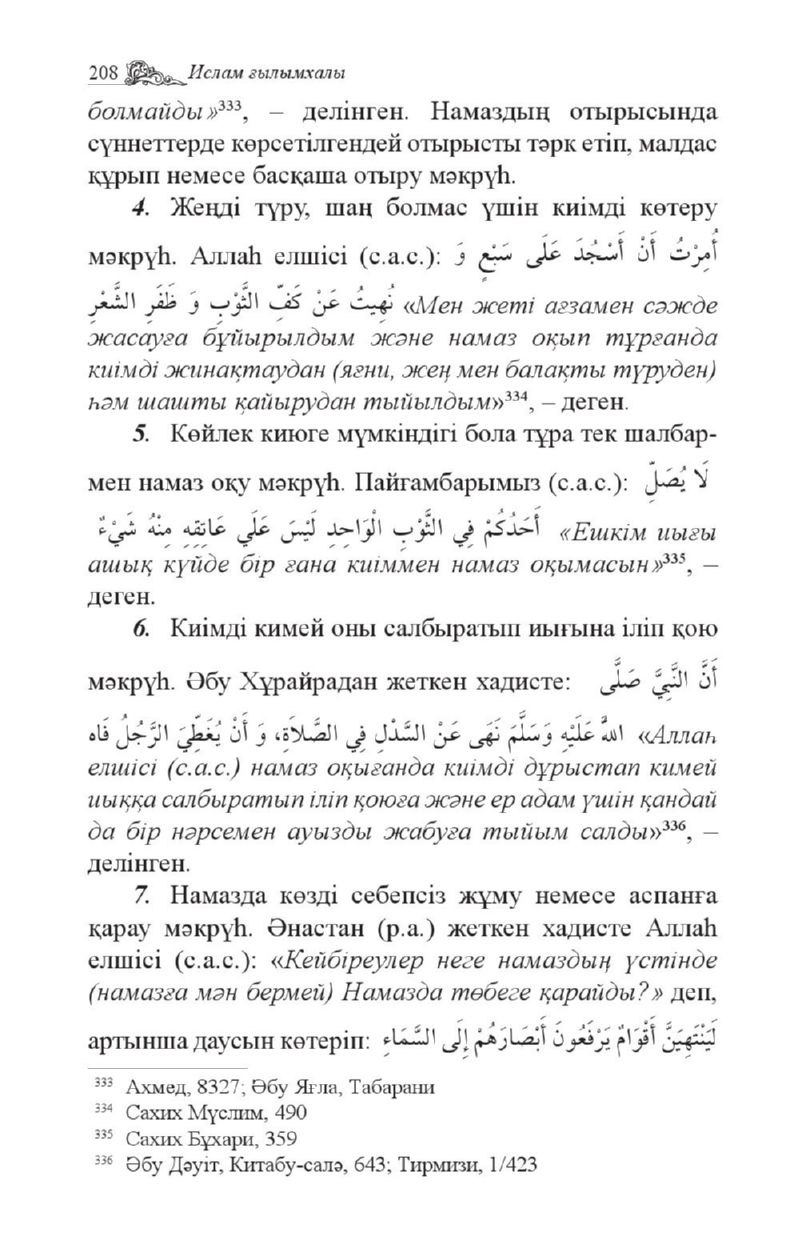 208 Ислам ғылымхалы
болмайды»³³³, – делінген. Намаздың отырысында
сүннеттерде көрсетілгендей отырысты тәрк етіп, малдас
құрып немесе басқаша отыру мәкрүһ.
4. Жеңді түру, шаң болмас үшін киімді көтеру
мәкрүһ. Аллаһ елшісі (с.а.с.): أُمِرْتُ أَنْ أَسْجُدَ عَلَى سَبْعٍ وَ
نُهِيتُ عَنْ كَفِّ الثَّوْبِ وَ ظَفَرِ الشَّعْرِ «Мен жеті ағзамен сәжде
жасауға бұйырылдым және намаз оқып тұрғанда
киімді жинақтаудан (яғни, жең мен балақты түруден)
һәм шашты қайырудан тыйылдым»³³⁴, – деген.
5. Көйлек киюге мүмкіндігі бола тұра тек шалбар-
мен намаз оқу мәкрүһ. Пайғамбарымыз (с.а.с.): لَا يُصَلِّ
أَحَدُكُمْ فِي الثَّوْبِ الْوَاحِدِ لَيْسَ عَلَي عَاتِقِهِ مِنْهُ شَيْءٌ «Ешкім иығы
ашық күйде бір ғана киіммен намаз оқымасын»³³⁵, –
деген.
6. Киімді кимей оны салбыратып иығына іліп қою
мәкрүһ. Әбу Хұрайрадан жеткен хадисте: أَنَّ النَّبِيَّ صَلَّى
اللهُ عَلَيْهِ وَسَلَّمَ نَهَى عَنْ السَّدْلِ فِي الصَّلاَةِ، وَ أَنْ يُغَطِّيَ الرَّجُلُ فَاه «Аллаһ
елшісі (с.а.с.) намаз оқығанда киімді дұрыстап кимей
иыққа салбыратып іліп қоюға және ер адам үшін қандай
да бір нәрсемен ауызды жабуға тыйым салды»³³⁶, –
делінген.
7. Намазда көзді себепсіз жұму немесе аспанға
қарау мәкрүһ. Әнастан (р.а.) жеткен хадисте Аллаһ
елшісі (с.а.с.): «Кейбіреулер неге намаздың үстінде
(намазға мән бермей) Намазда төбеге қарайды?» деп,
артынша даусын көтеріп: لَيَنْتَهِيَنَّ أَقْوَامٌ يَرْفَعُونَ أَبْصَارَهُمْ إِلَى السَّمَاءِ
³³³ Ахмед, 8327; Әбу Яғла, Табарани
³³⁴ Сахих Мүслим, 490
³³⁵ Сахих Бұхари, 359
³³⁶ Әбу Дәуіт, Китабу-салә, 643; Тирмизи, 1/423